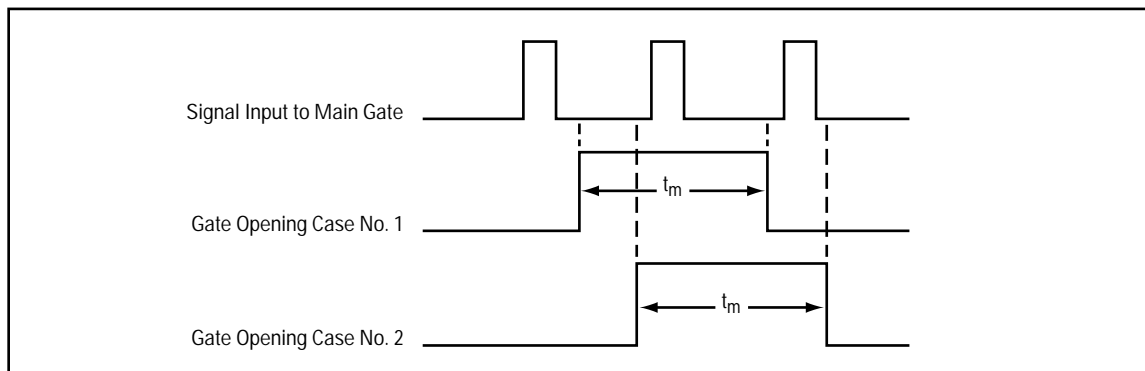 Signal Input to Main Gate
tm
Gate Opening Case No. 1
tm
Gate Opening Case No. 2